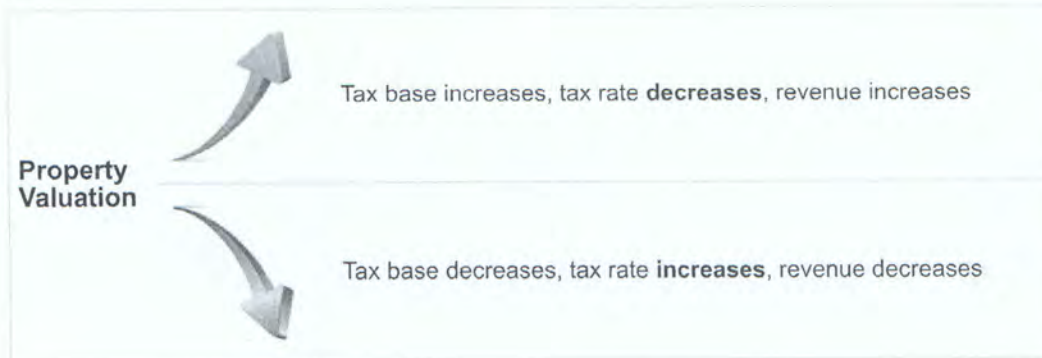 Tax base increases, tax rate decreases, revenue increases
Property
Valuation
Tax base decreases, tax rate increases, revenue decreases